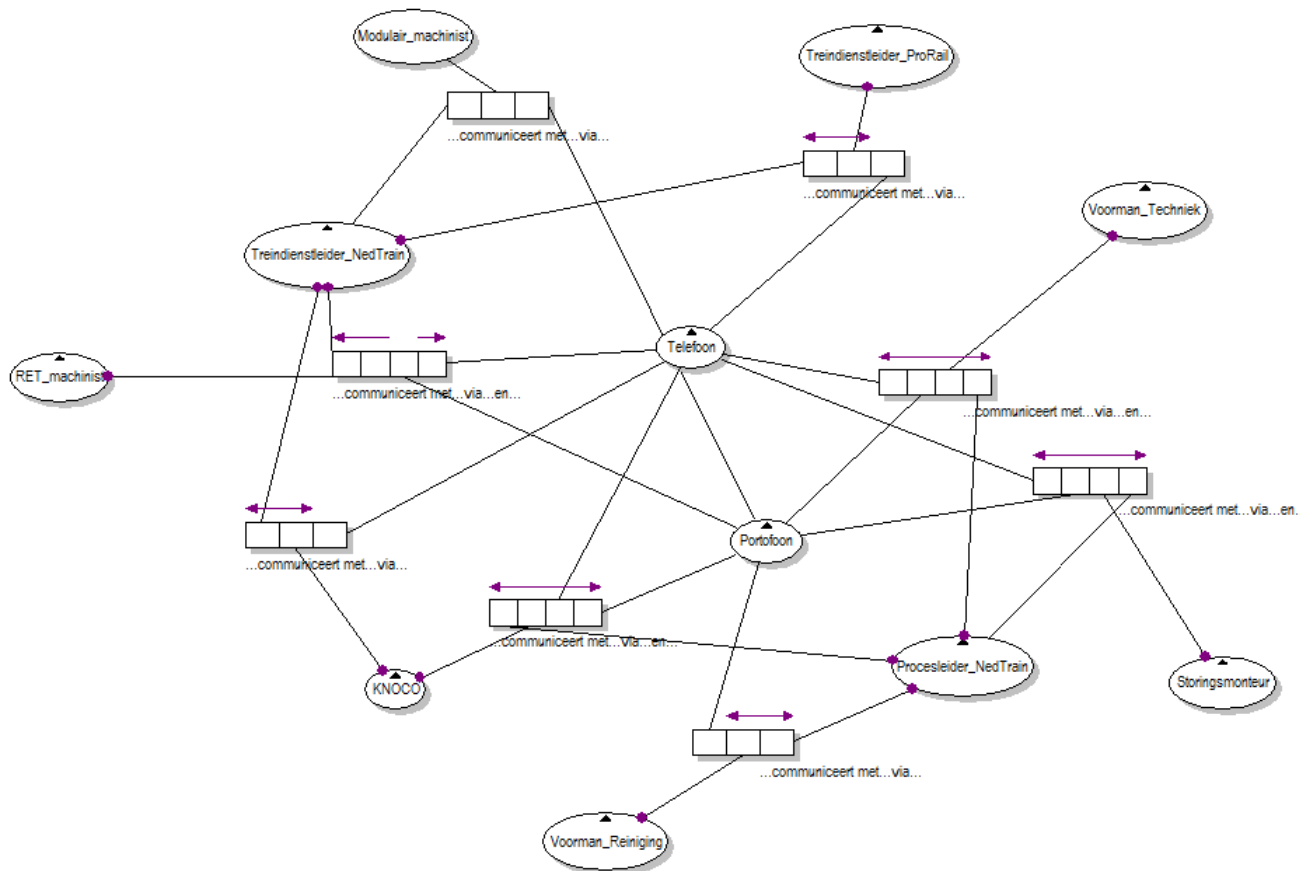 Modulair_machinist
Treindienstleider_ProRail
...communiceert met...via...
...communiceert met...via...
Voorman_Techniek
Treindienstleider_NedTrain
Telefoon
RET_machinist
...communiceert met...via...en...
...communiceert met...via...en...
...communiceert met...via...en...
Portofoon
...communiceert met...via...
...communiceert met...via...en...
Procesleider_NedTrain
KNOCO
Storingsmonteur
...communiceert met...via...
Voorman_Reiniging